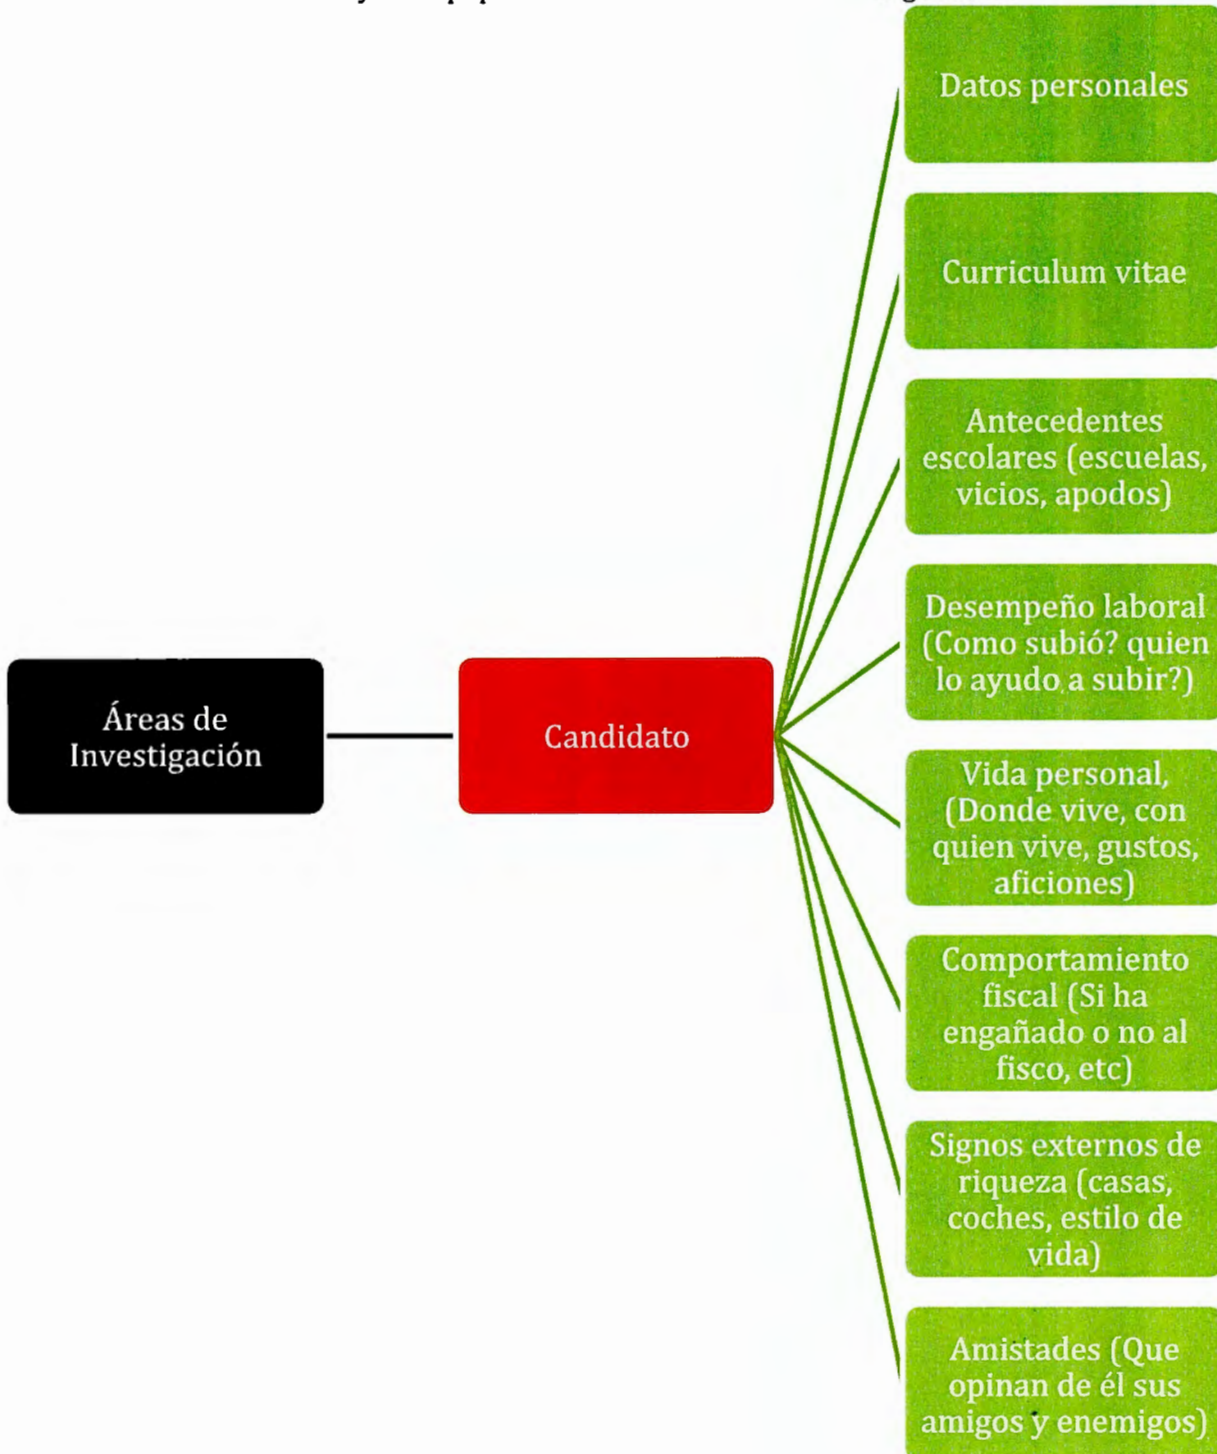 Áreas de
Investigación
Candidato
Datos personales
Curriculum vitae
Antecedentes
escolares (escuelas,
vicios, apodos)
Desempeño laboral
(Como subió? quien
lo ayudo a subir?)
Vida personal,
(Donde vive, con
quien vive, gustos,
aficiones)
Comportamiento
fiscal (Si ha
engañado o no al
fisco, etc)
Signos externos de
riqueza (casas,
coches, estilo de
vida)
Amistades (Que
opinan de él sus
amigos y enemigos)